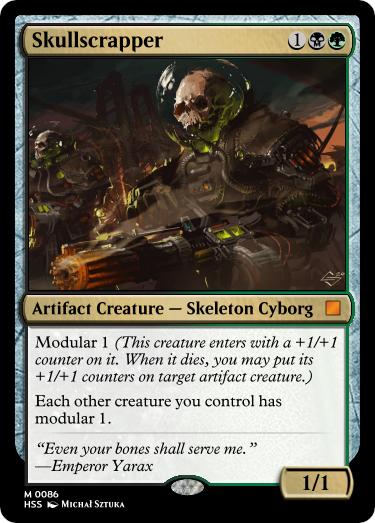 Skullscrapper
1
Artifact Creature — Skeleton Cyborg
Modular 1 (This creature enters with a +1/+1
counter on it. When it dies, you may put its
+1/+1 counters on target artifact creature.)
Each other creature you control has
modular 1.
“Even your bones shall serve me.”
—Emperor Yarax
1/1
M 0086
HSS Michał Sztuka